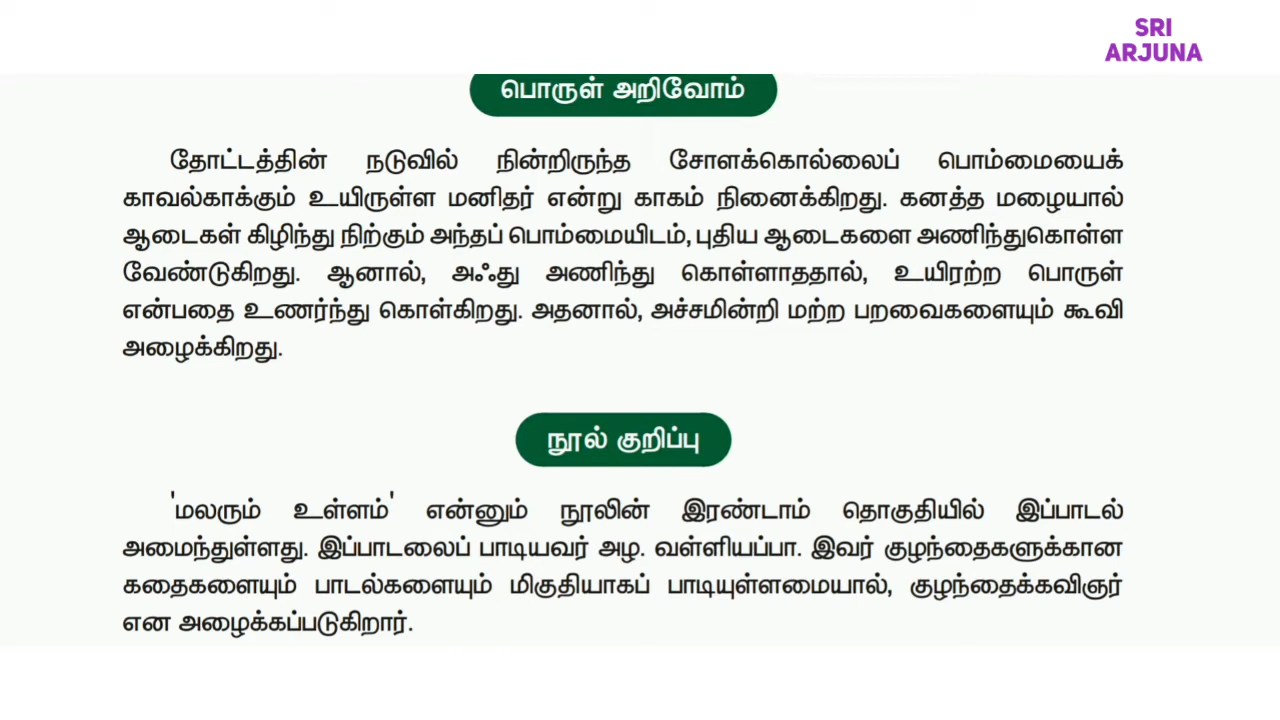 SRI
ARJUNA
பொருள் அறிவோம்
தோட்டத்தின் நடுவில் நின்றிருந்த சோளக்கொல்லைப் பொம்மையைக்
காவல்காக்கும் உயிருள்ள மனிதர் என்று காகம் நினைக்கிறது. கனத்த மழையால்
ஆடைகள் கிழிந்து நிற்கும் அந்தப் பொம்மையிடம், புதிய ஆடைகளை அணிந்துகொள்ள
வேண்டுகிறது. ஆனால், அஃது அணிந்து கொள்ளாததால், உயிரற்ற பொருள்
என்பதை உணர்ந்து கொள்கிறது. அதனால், அச்சமின்றி மற்ற பறவைகளையும் கூவி
அழைக்கிறது.
நூல் குறிப்பு
'மலரும் உள்ளம்' என்னும் நூலின் இரண்டாம் தொகுதியில் இப்பாடல்
அமைந்துள்ளது. இப்பாடலைப் பாடியவர் அழ. வள்ளியப்பா. இவர் குழந்தைகளுக்கான
கதைகளையும் பாடல்களையும் மிகுதியாகப் பாடியுள்ளமையால், குழந்தைக்கவிஞர்
என அழைக்கப்படுகிறார்.